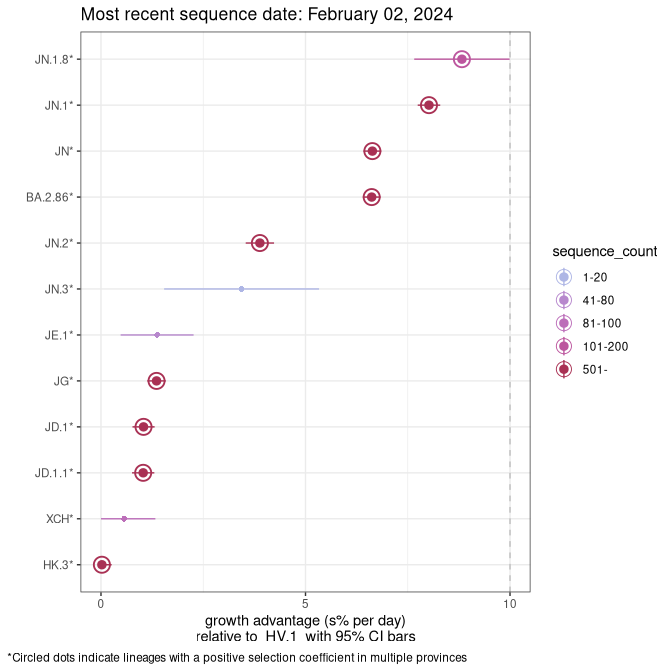 Most recent sequence date: February 02, 2024
JN.1.8*
JN.1*
JN*
BA.2.86*
JN.2*
JN.3*
JE.1*
JG*
JD.1*
JD.1.1*
XCH*
HK.3*
0 5 10
growth advantage (s% per day)
relative to HV.1 with 95% CI bars
sequence_count
1-20
41-80
81-100
101-200
501-
*Circled dots indicate lineages with a positive selection coefficient in multiple provinces